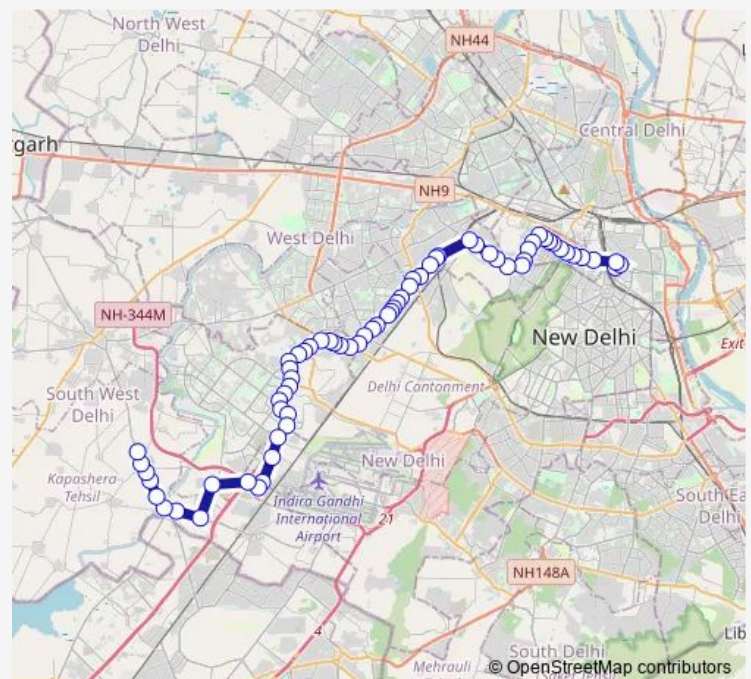 North West
Delhi
NH44
Central Delhi
garh
NH9
West Delhi
NH-344M
New Delhi
Exit
South West
Delhi
Delhi Cantonment
Kapashera
Tehsil
New Delhi
Indira Gandhi
International
Airport
21
South Ea
Delhi
NH148A
4
Lib
South Delhi
Mehrauli
© OpenStreetMap contributors